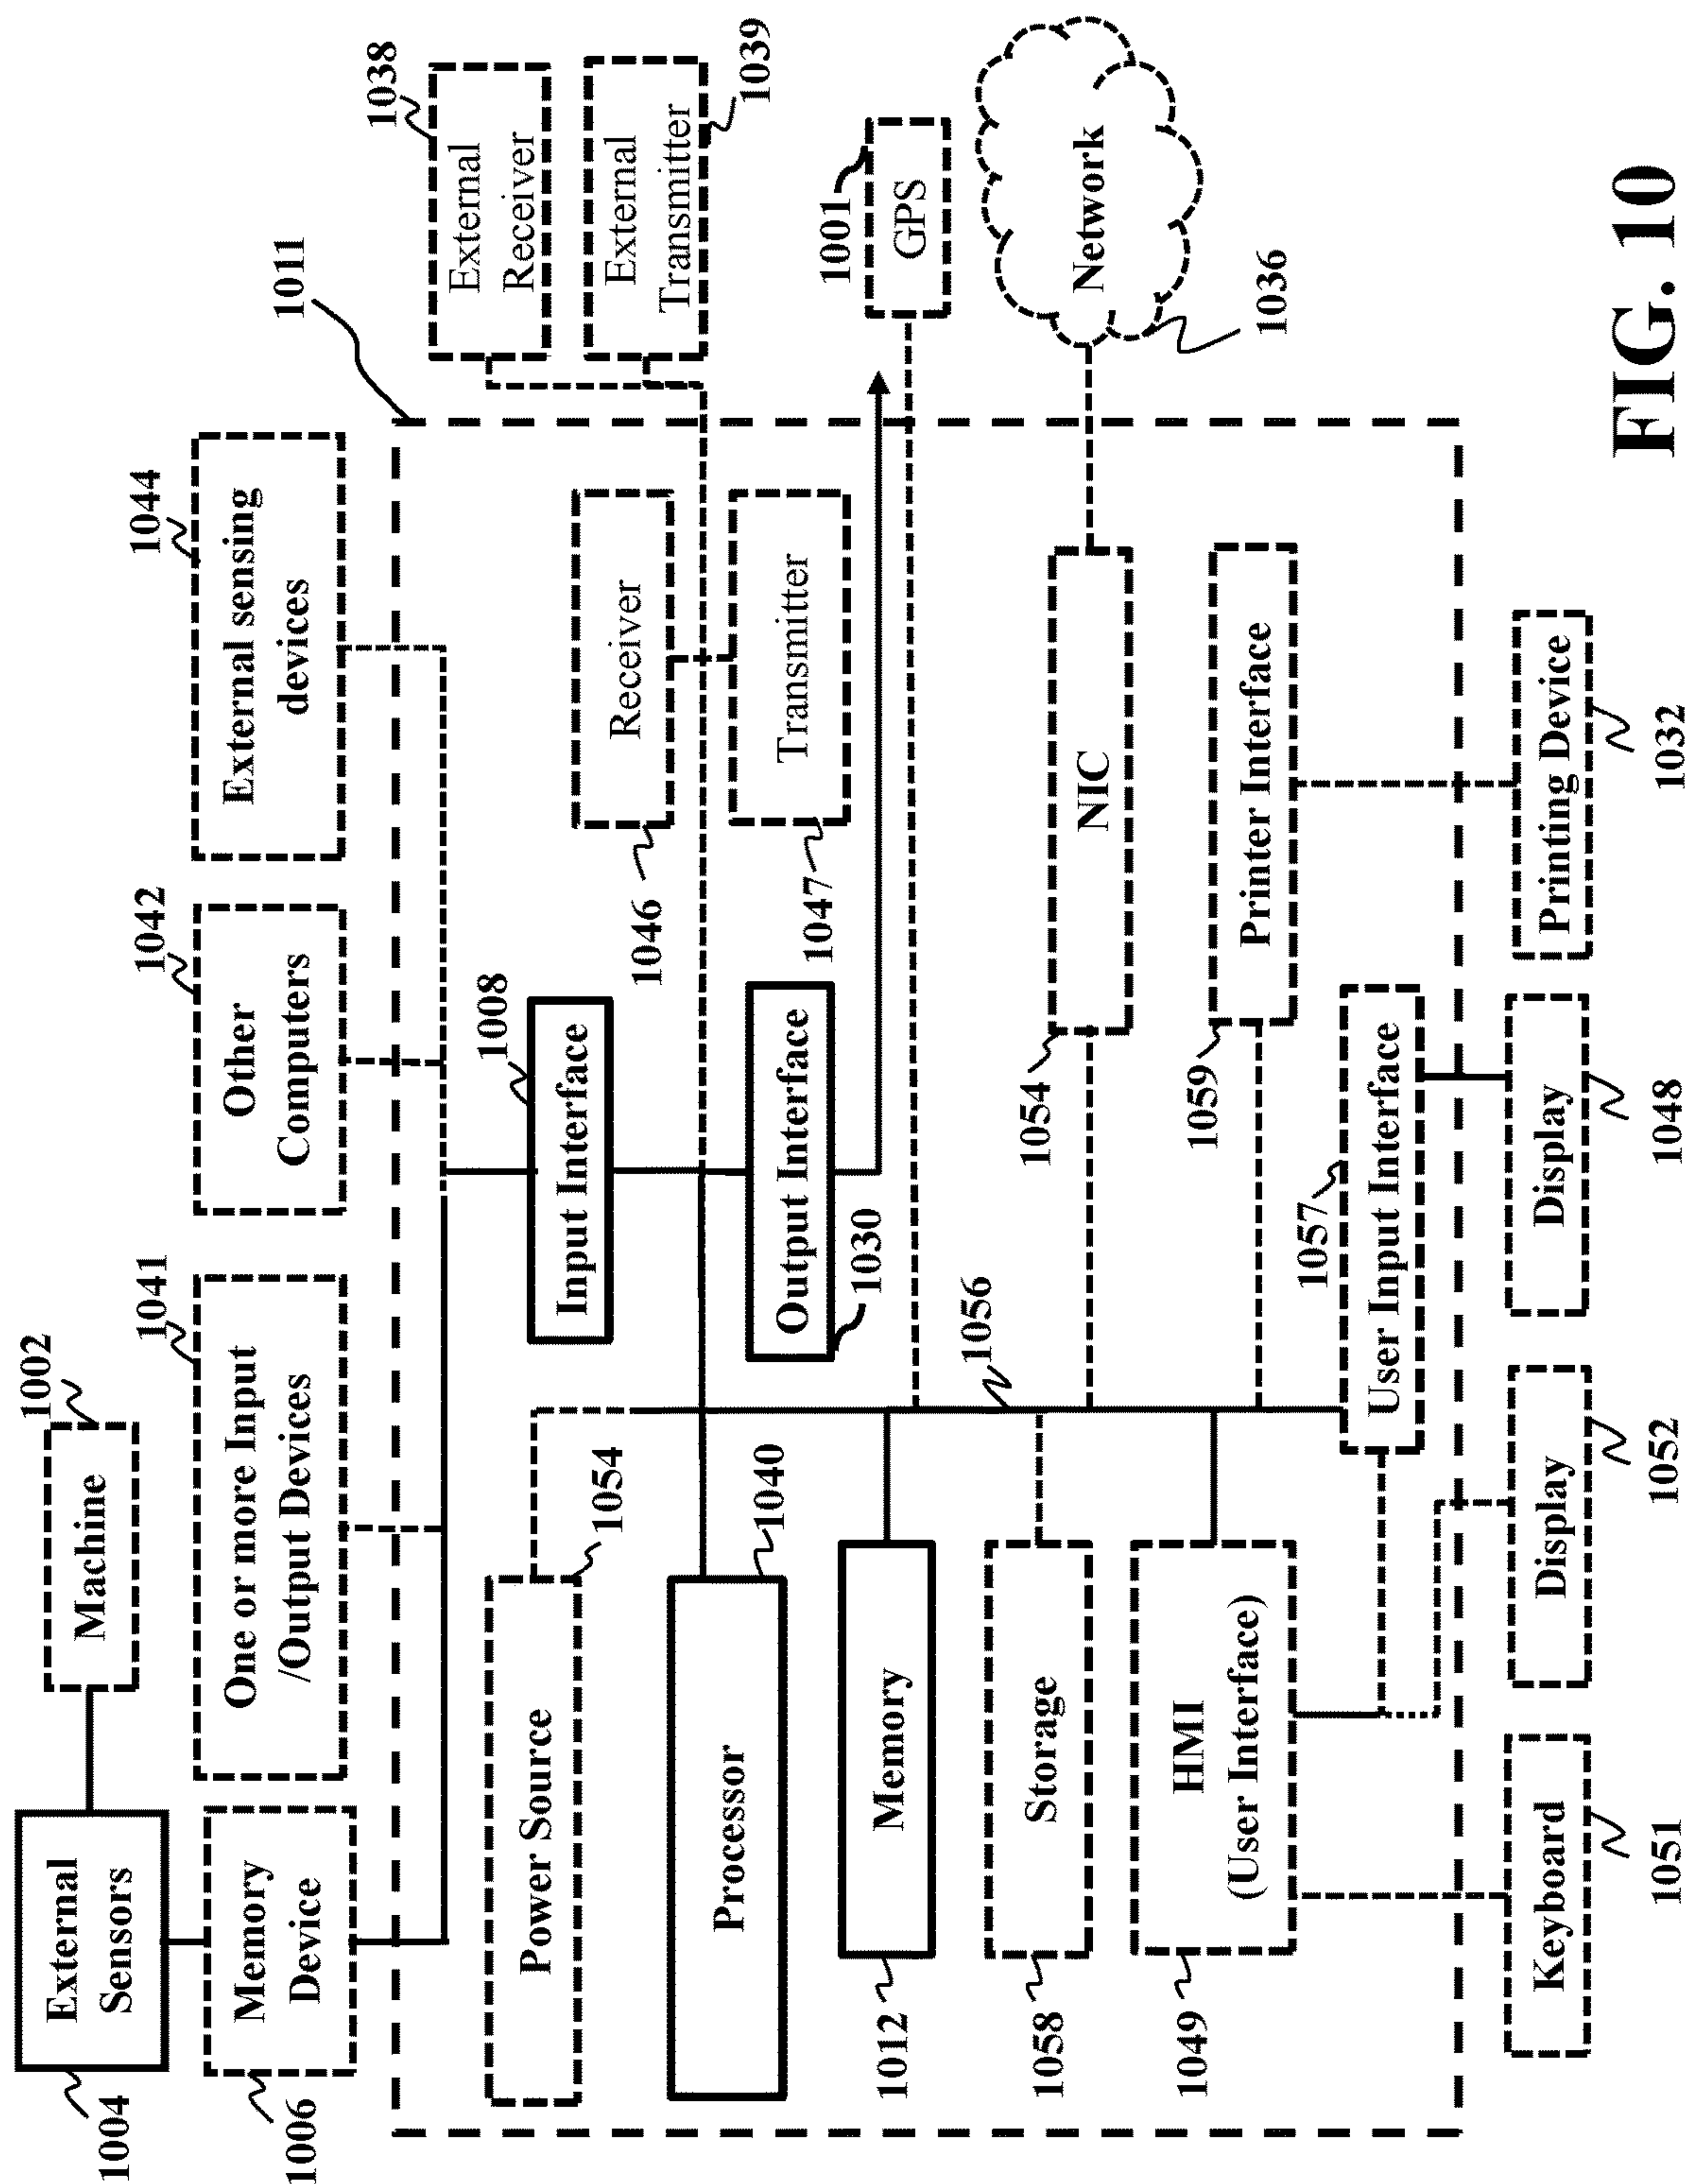 1002
Machine
External
Sensors
1004
1041
One or more Input
/Output Devices
1042
Other
Computers
1044
External sensing
devices
Memory
Device
1006
1011
1038
External
Receiver
External
Transmitter
1039
Power Source
1054
1008
Input Interface
Receiver
1046
Processor
1040
Output Interface
1030
Transmitter
1047
1001
GPS
Memory
1012
1056
Network
1036
Storage
1058
1054
NIC
HMI
(User Interface)
1049
1059
Printer Interface
1057
User Input Interface
Keyboard
1051
Display
1052
Display
1048
Printing Device
1032
FIG. 10